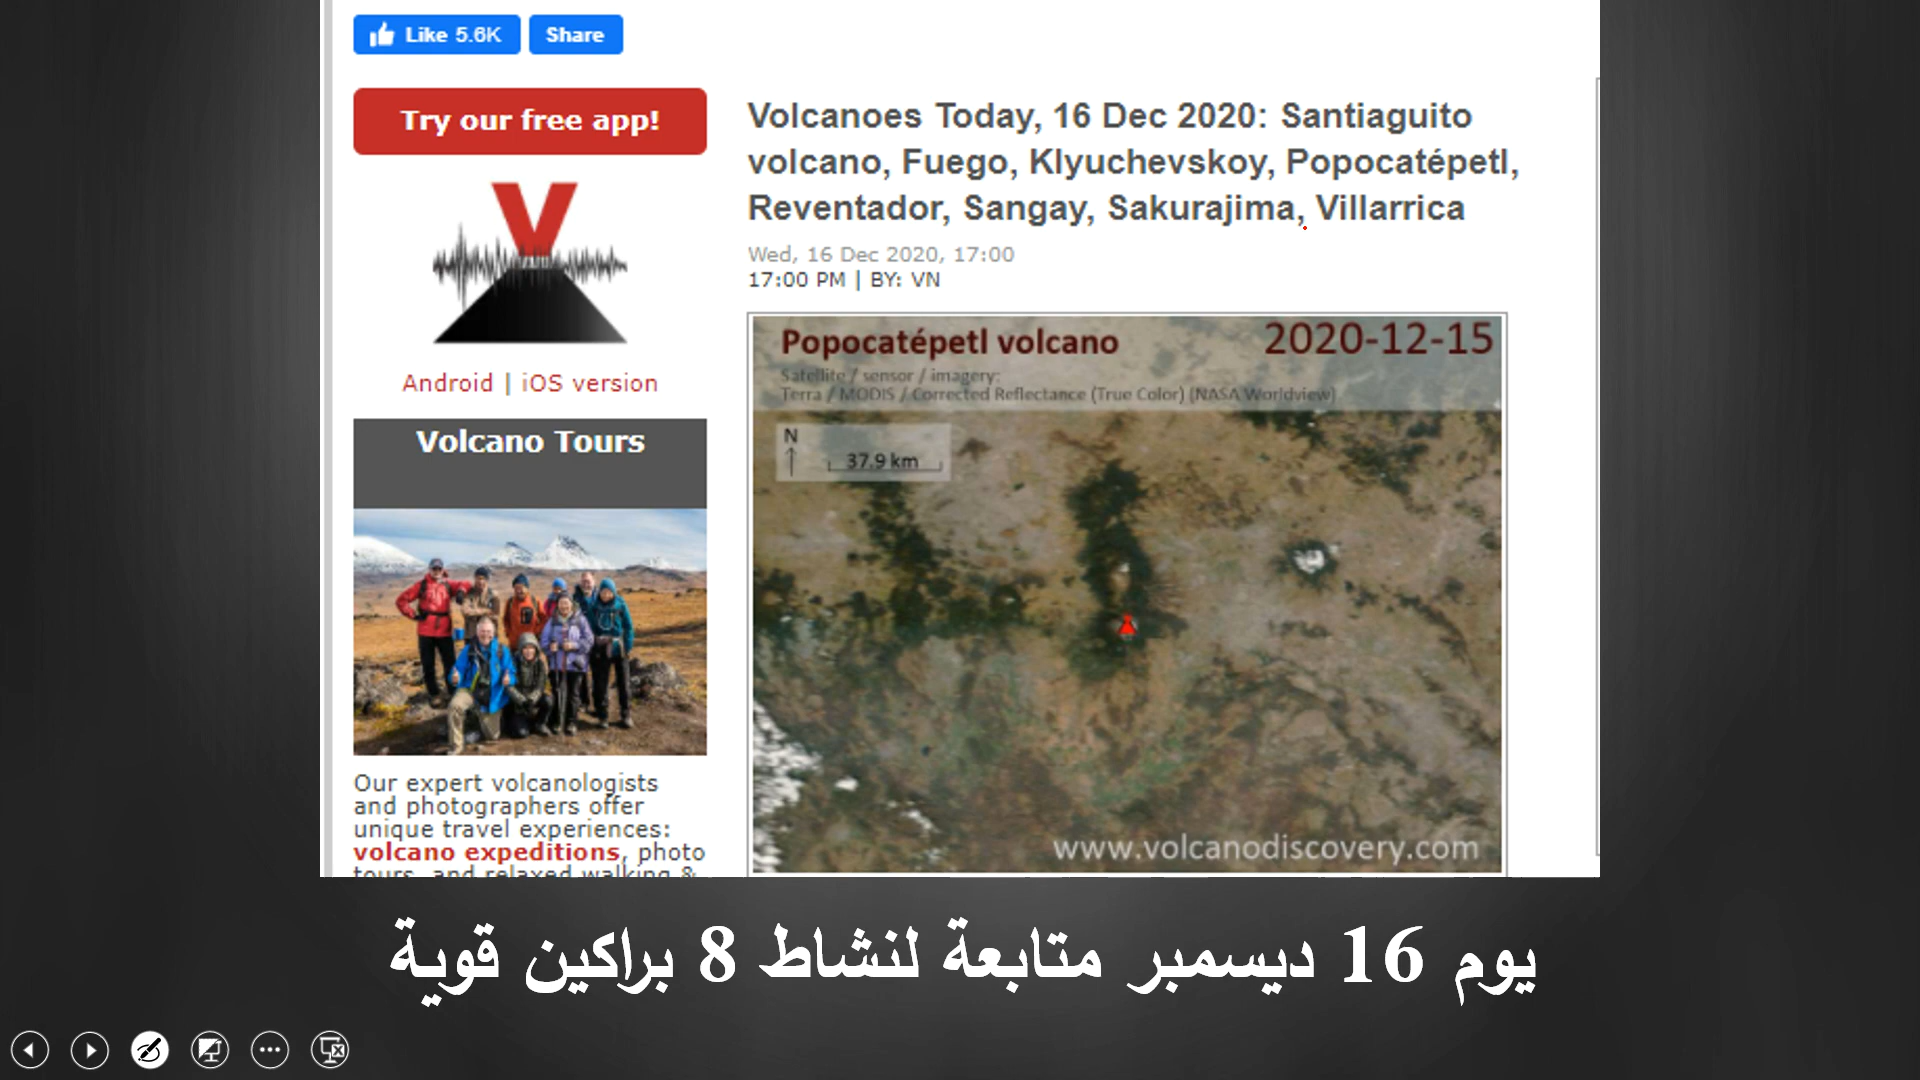 Like 5.6K Share
Try our free app!
V
Android | iOS version
Volcano Tours
Our expert volcanologists
and photographers offer
unique travel experiences:
volcano expeditions, photo
tours, and relaxed walking &
Volcanoes Today, 16 Dec 2020: Santiaguito
volcano, Fuego, Klyuchevskoy, Popocatépetl,
Reventador, Sangay, Sakurajima, Villarrica
Wed, 16 Dec 2020, 17:00
17:00 PM | BY: VN
Popocatépetl volcano 2020-12-15
Satellite / sensor / imagery:
Terra / MODIS / Corrected Reflectance (True Color) (NASA Worldview)
N
37.9 km
www.volcanodiscovery.com
يوم 16 ديسمبر متابعة لنشاط 8 براكين قوية